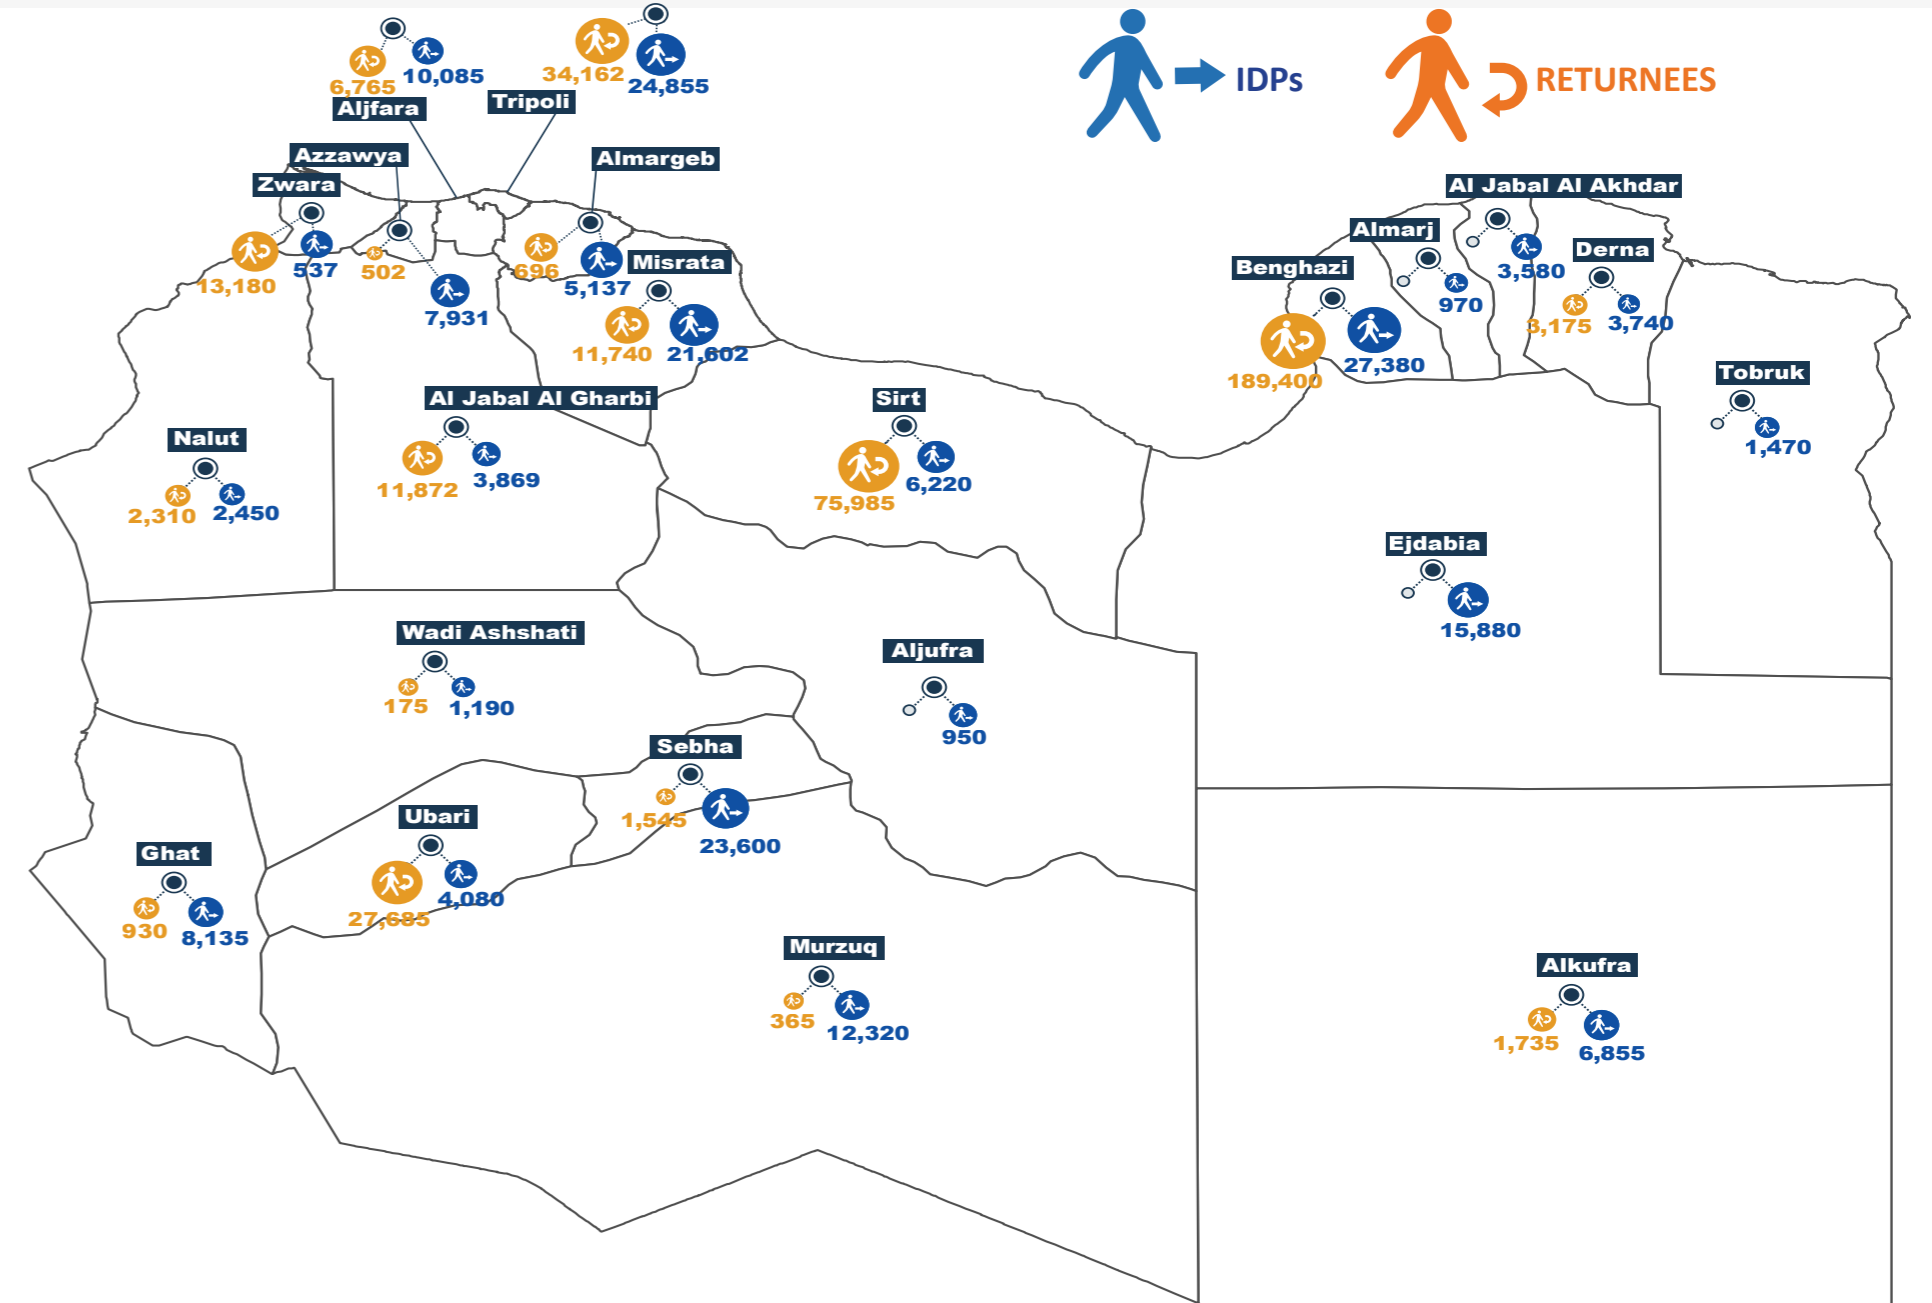 IDPs
RETURNEES
6,765
10,085
Aljfara
34,162
24,855
Tripoli
Azzawya
502
7,931
Zwara
13,180
537
Almargeb
696
5,137
Misrata
11,740
21,602
Al Jabal Al Akhdar
3,580
Almarj
970
Derna
3,175
3,740
Benghazi
189,400
27,380
Tobruk
1,470
Al Jabal Al Gharbi
11,872
3,869
Sirt
75,985
6,220
Nalut
2,310
2,450
Ejdabia
15,880
Wadi Ashshati
175
1,190
Aljufra
950
Sebha
1,545
23,600
Ubari
27,685
4,080
Ghat
930
8,135
Murzuq
365
12,320
Alkufra
1,735
6,855